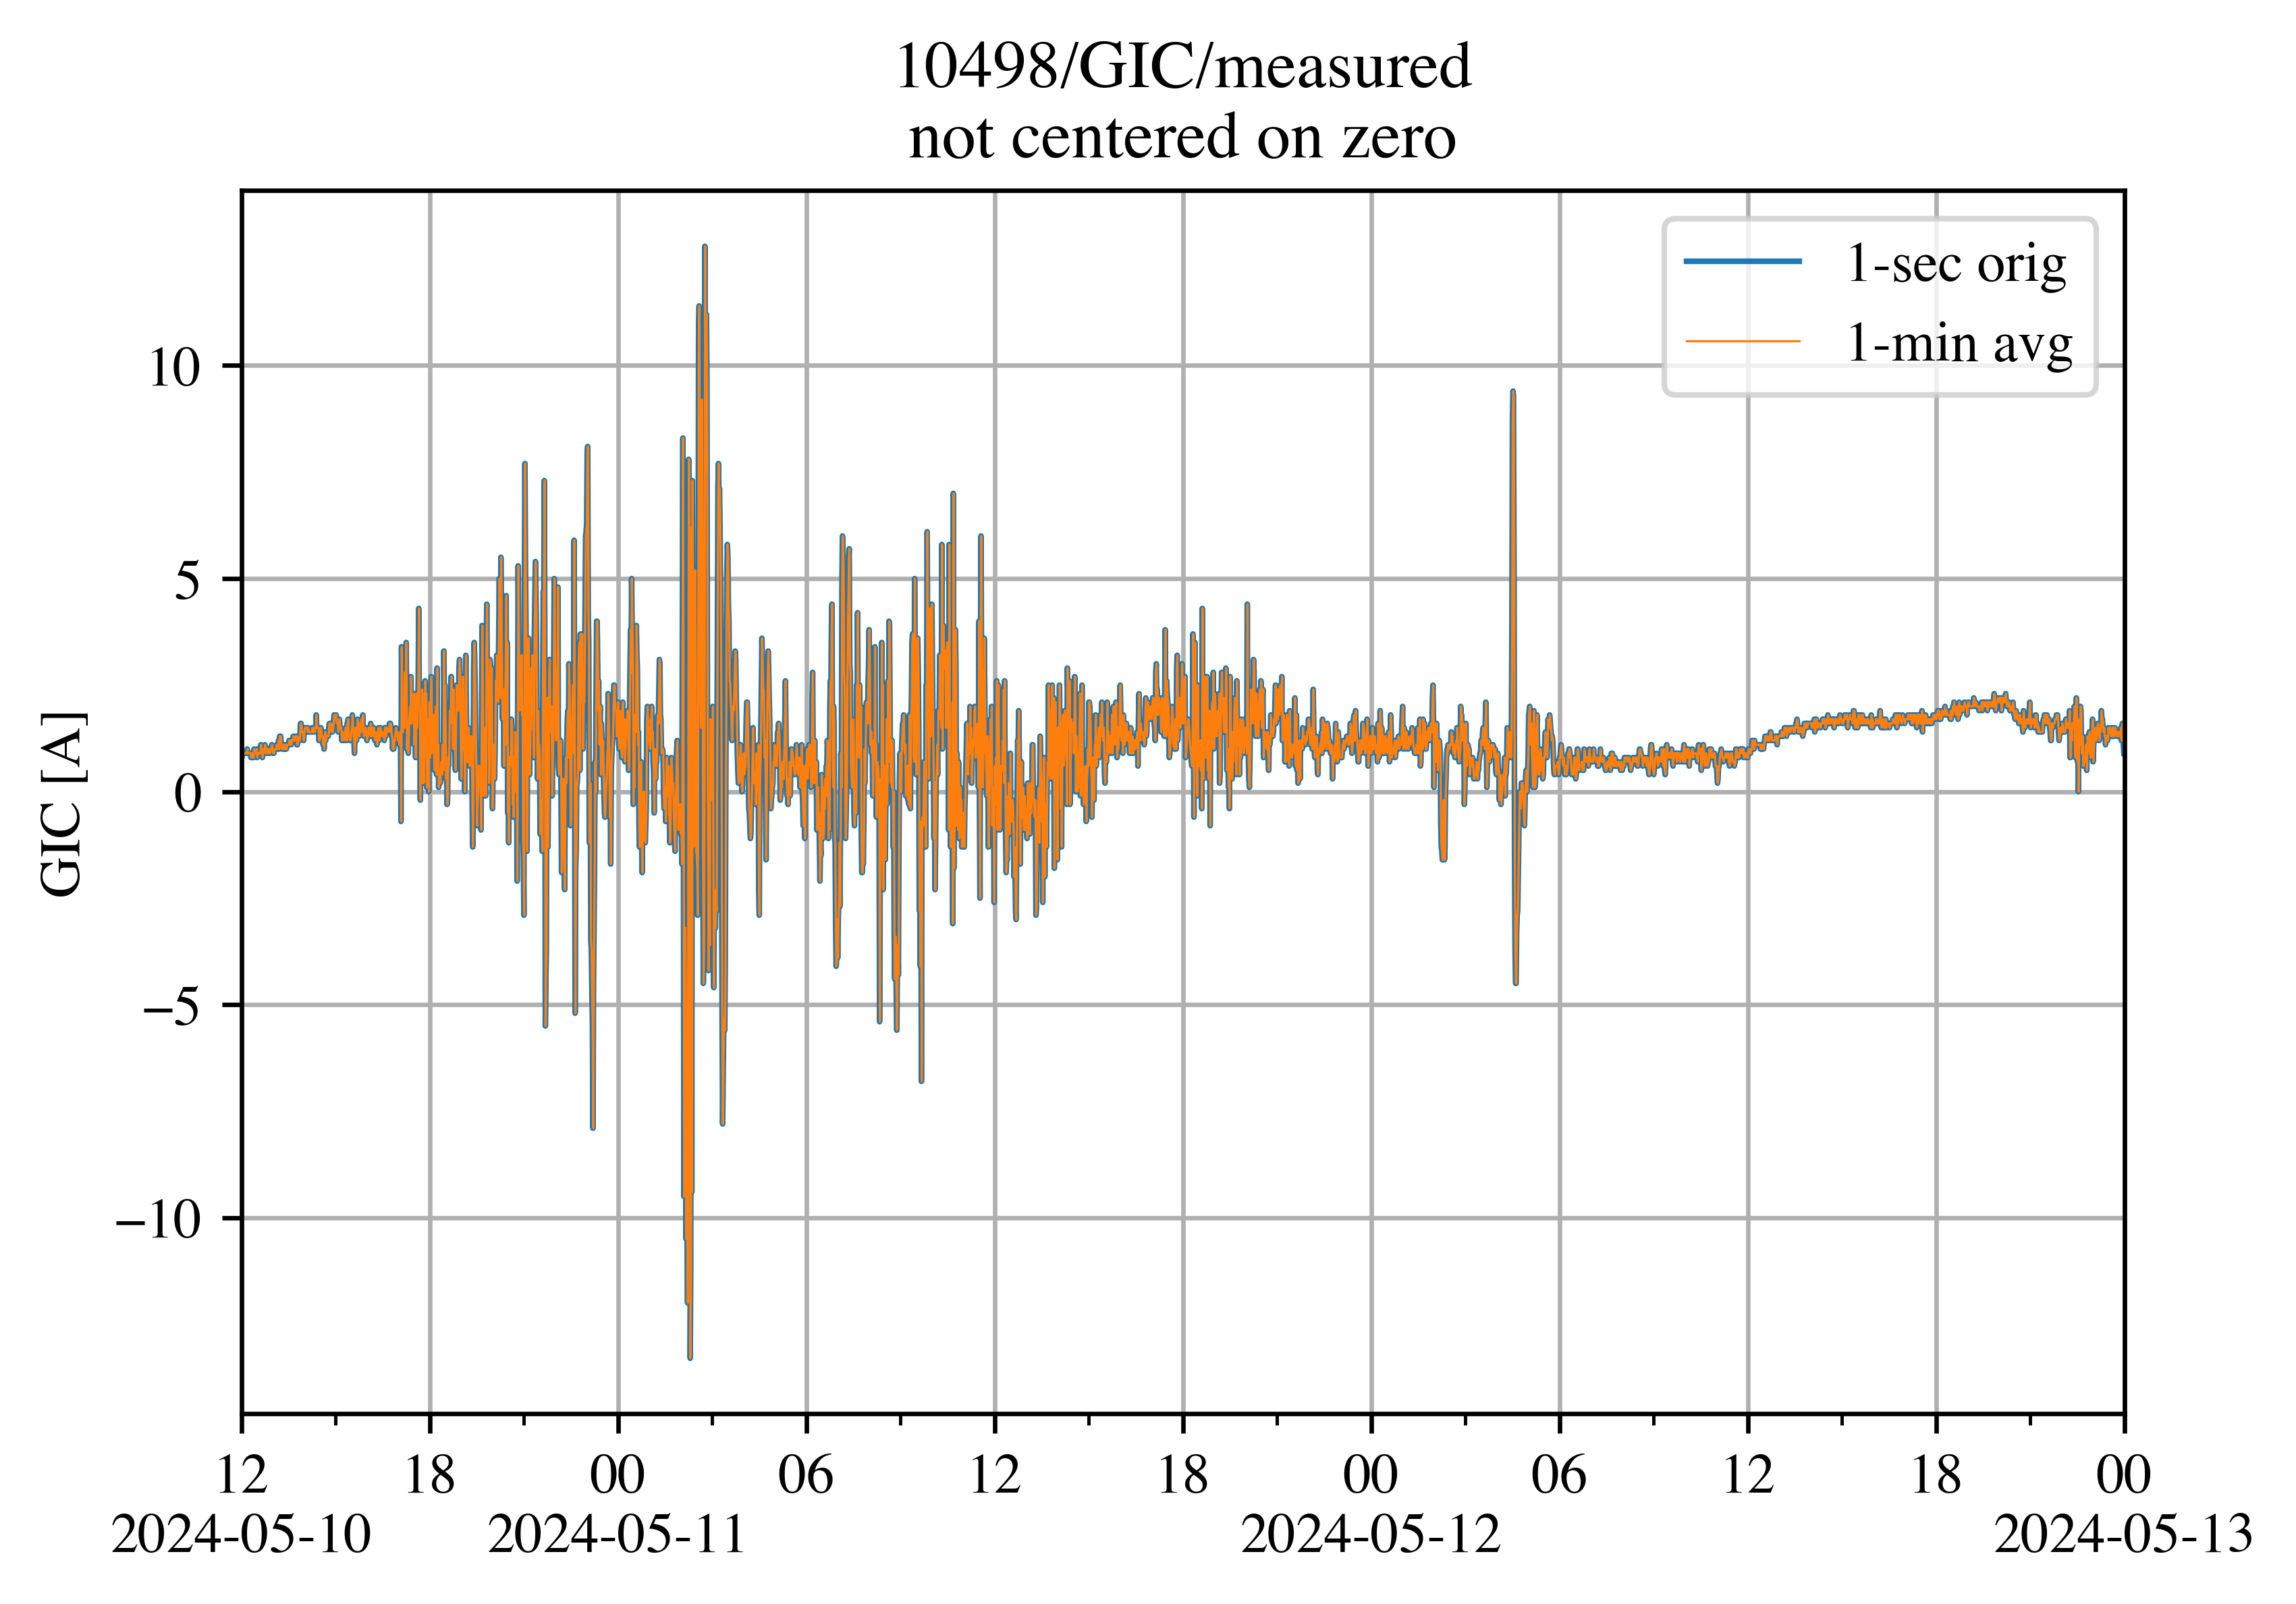 10498/GIC/measured
not centered on zero
1-sec orig
1-min avg
GIC [A]
10
5
0
−5
−10
12 18 00 06 12 18 00 06 12 18 00
2024-05-10 2024-05-11 2024-05-12 2024-05-13